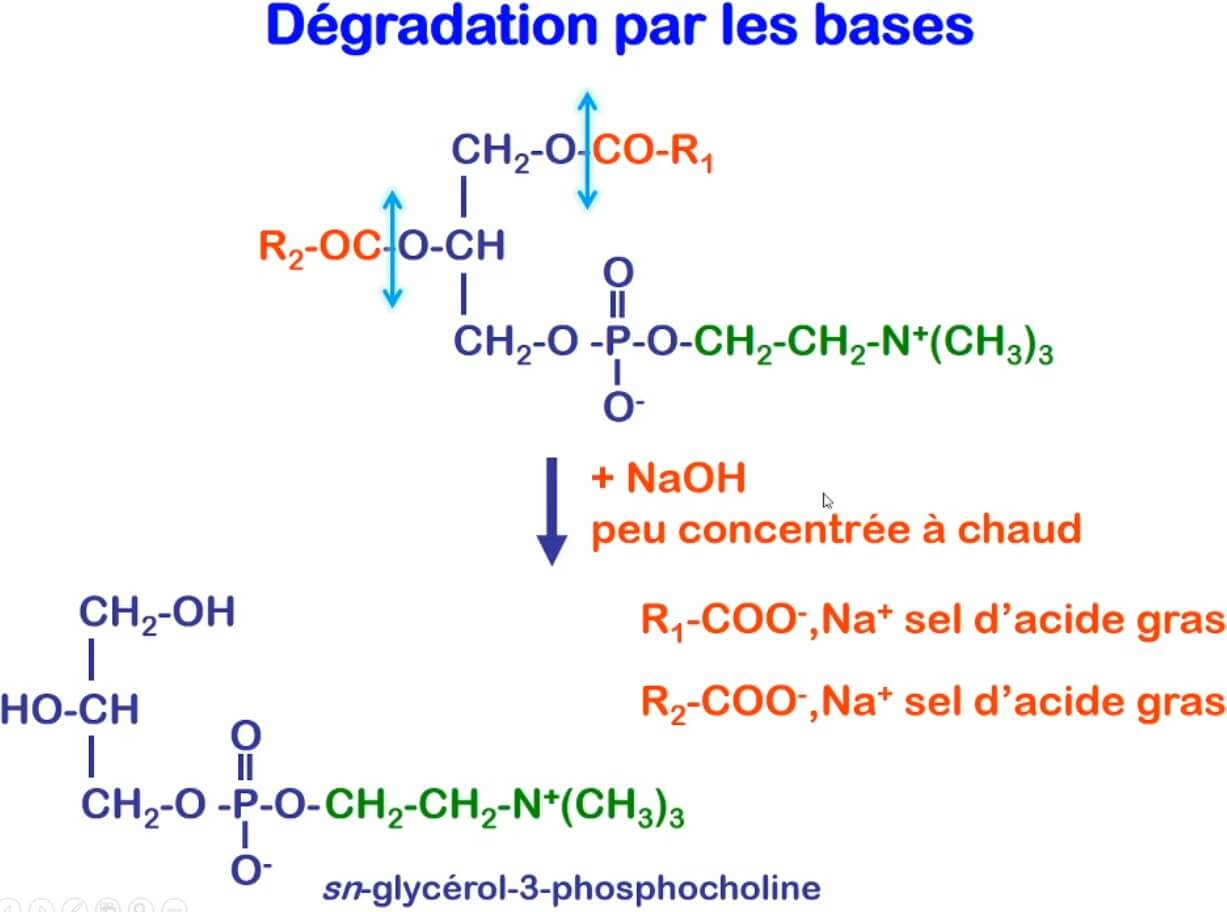 Dégradation par les bases
CH₂-O-CO-R₁
R₂-OC-O-CH
O
CH₂-O -P-O-CH₂-CH₂-N⁺(CH₃)₃
O⁻
+ NaOH
peu concentrée à chaud
CH₂-OH
R₁-COO⁻,Na⁺ sel d’acide gras
HO-CH
R₂-COO⁻,Na⁺ sel d’acide gras
O
CH₂-O -P-O-CH₂-CH₂-N⁺(CH₃)₃
O⁻
sn-glycérol-3-phosphocholine